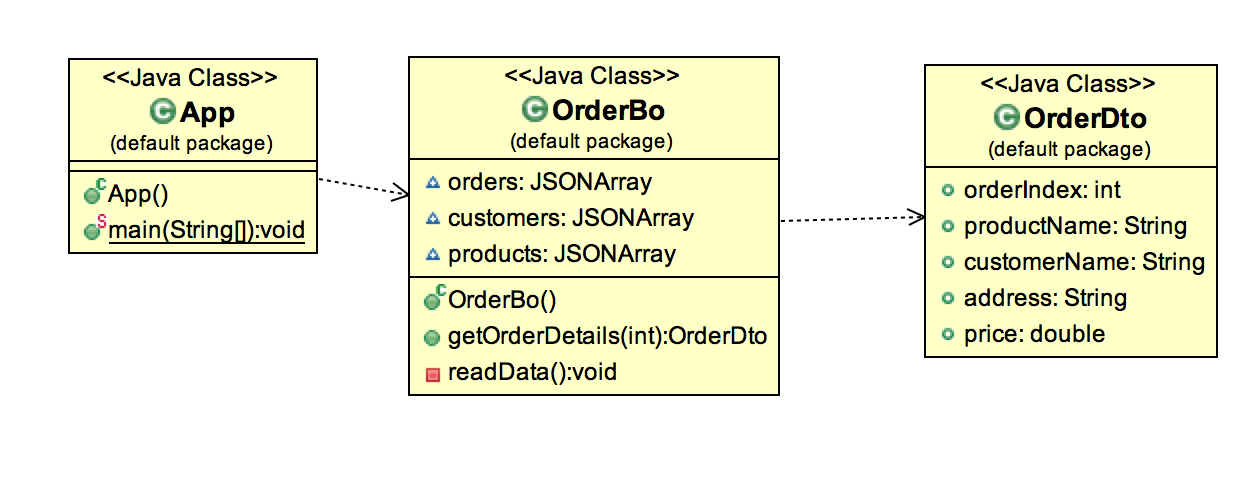 <<Java Class>>
App
(default package)
App()
main(String[]):void
<<Java Class>>
OrderBo
(default package)
orders: JSONArray
customers: JSONArray
products: JSONArray
OrderBo()
getOrderDetails(int):OrderDto
readData():void
<<Java Class>>
OrderDto
(default package)
orderIndex: int
productName: String
customerName: String
address: String
price: double